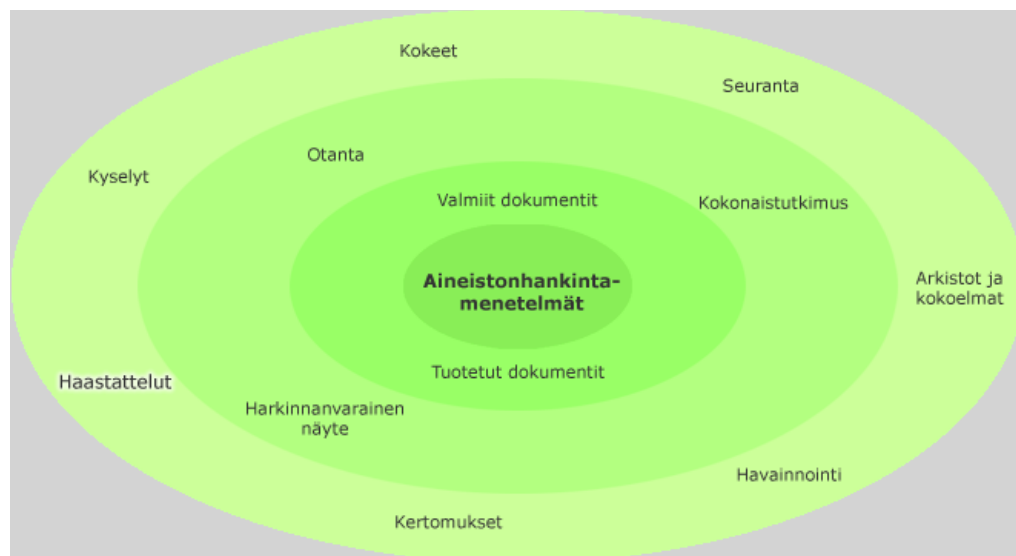 Kokeet
Seuranta
Otanta
Kyselyt
Valmiit dokumentit
Kokonaistutkimus
Aineistonhankinta-
menetelmät
Arkistot ja
kokoelmat
Tuotetut dokumentit
Haastattelut
Harkinnanvarainen
näyte
Havainnointi
Kertomukset